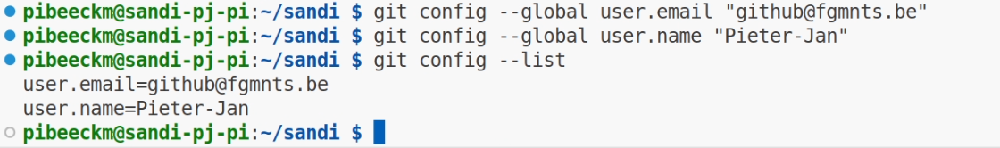 pibeeckm@sandi-pj-pi:~/sandi $ git config --global user.email "github@fgmnts.be"
pibeeckm@sandi-pj-pi:~/sandi $ git config --global user.name "Pieter-Jan"
pibeeckm@sandi-pj-pi:~/sandi $ git config --list
user.email=github@fgmnts.be
user.name=Pieter-Jan
pibeeckm@sandi-pj-pi:~/sandi $